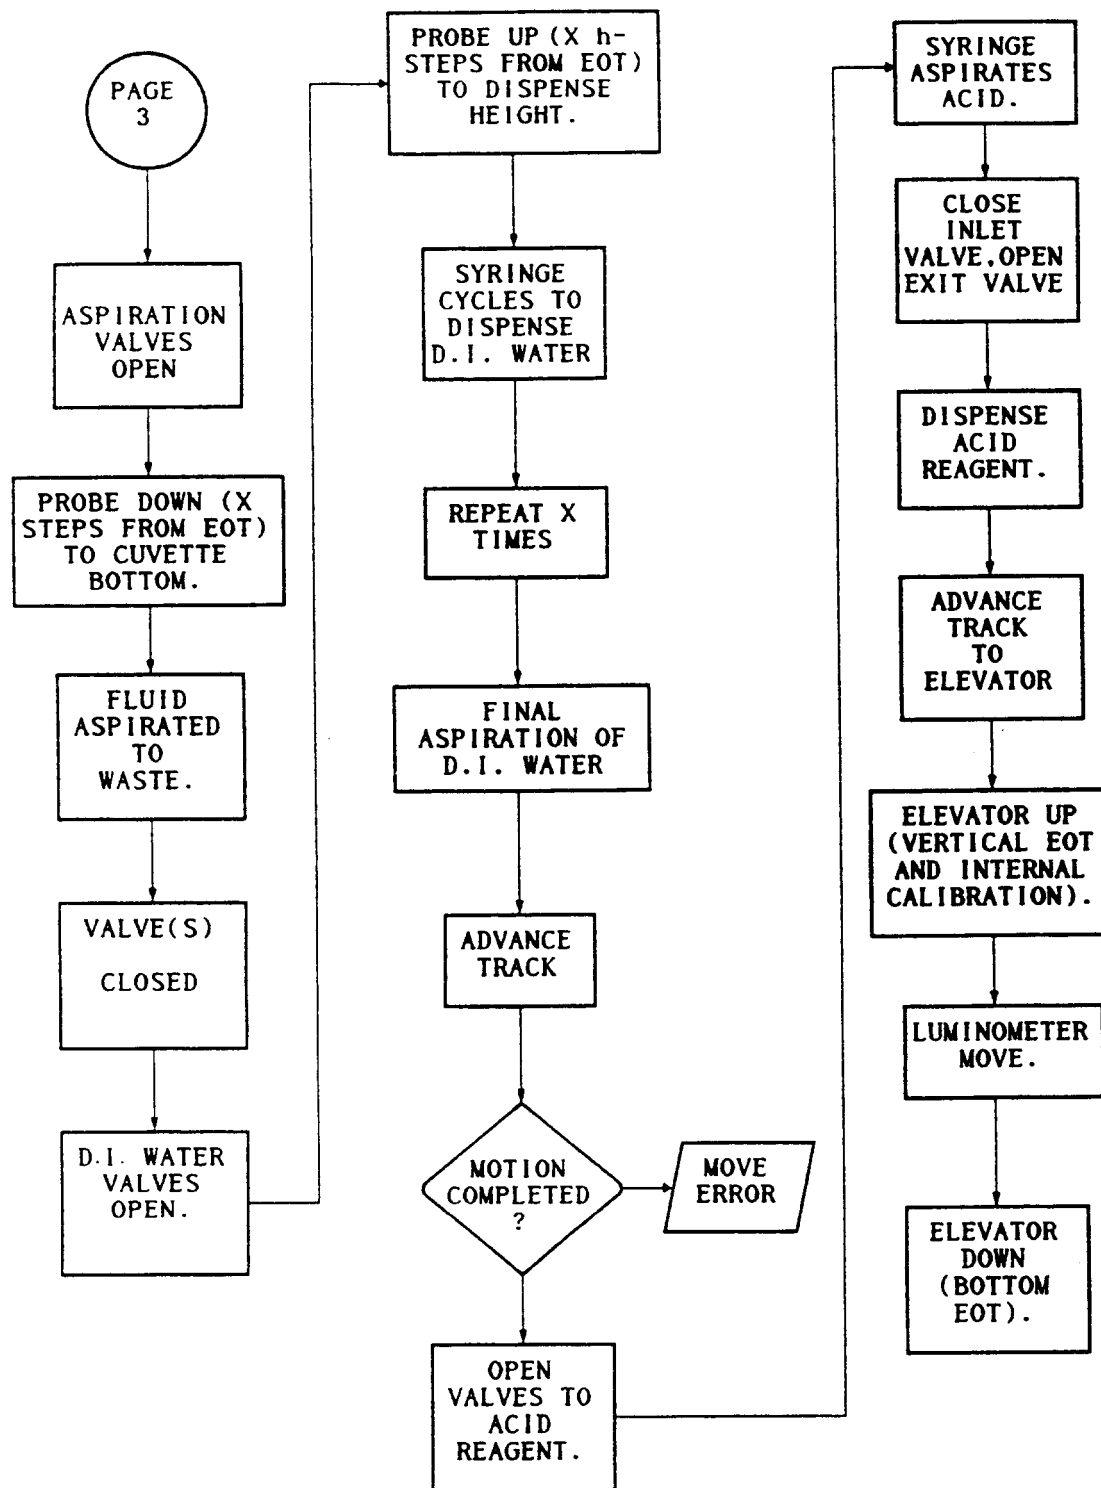 PAGE
3
ASPIRATION
VALVES
OPEN
PROBE DOWN (X
STEPS FROM EOT)
TO CUVETTE
BOTTOM.
FLUID
ASPIRATED
TO
WASTE.
VALVE(S)
CLOSED
D.I. WATER
VALVES
OPEN.
PROBE UP (X h-
STEPS FROM EOT)
TO DISPENSE
HEIGHT.
SYRINGE
CYCLES TO
DISPENSE
D.I. WATER
REPEAT X
TIMES
FINAL
ASPIRATION OF
D.I. WATER
ADVANCE
TRACK
MOTION
COMPLETED
?
MOVE
ERROR
OPEN
VALVES TO
ACID
REAGENT.
SYRINGE
ASPIRATES
ACID.
CLOSE
INLET
VALVE,OPEN
EXIT VALVE
DISPENSE
ACID
REAGENT.
ADVANCE
TRACK
TO
ELEVATOR
ELEVATOR UP
(VERTICAL EOT
AND INTERNAL
CALIBRATION).
LUMINOMETER
MOVE.
ELEVATOR
DOWN
(BOTTOM
EOT).